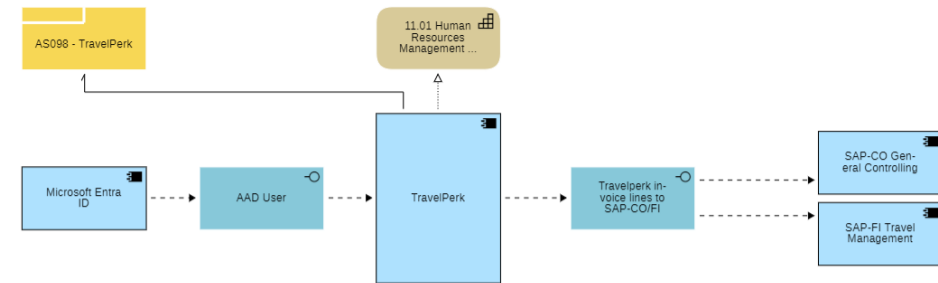 AS098 - TravelPerk
11.01 Human
Resources
Management ...
Microsoft Entra
ID
AAD User
TravelPerk
Travelperk in-
voice lines to
SAP-CO/FI
SAP-CO Gen-
eral Controlling
SAP-FI Travel
Management